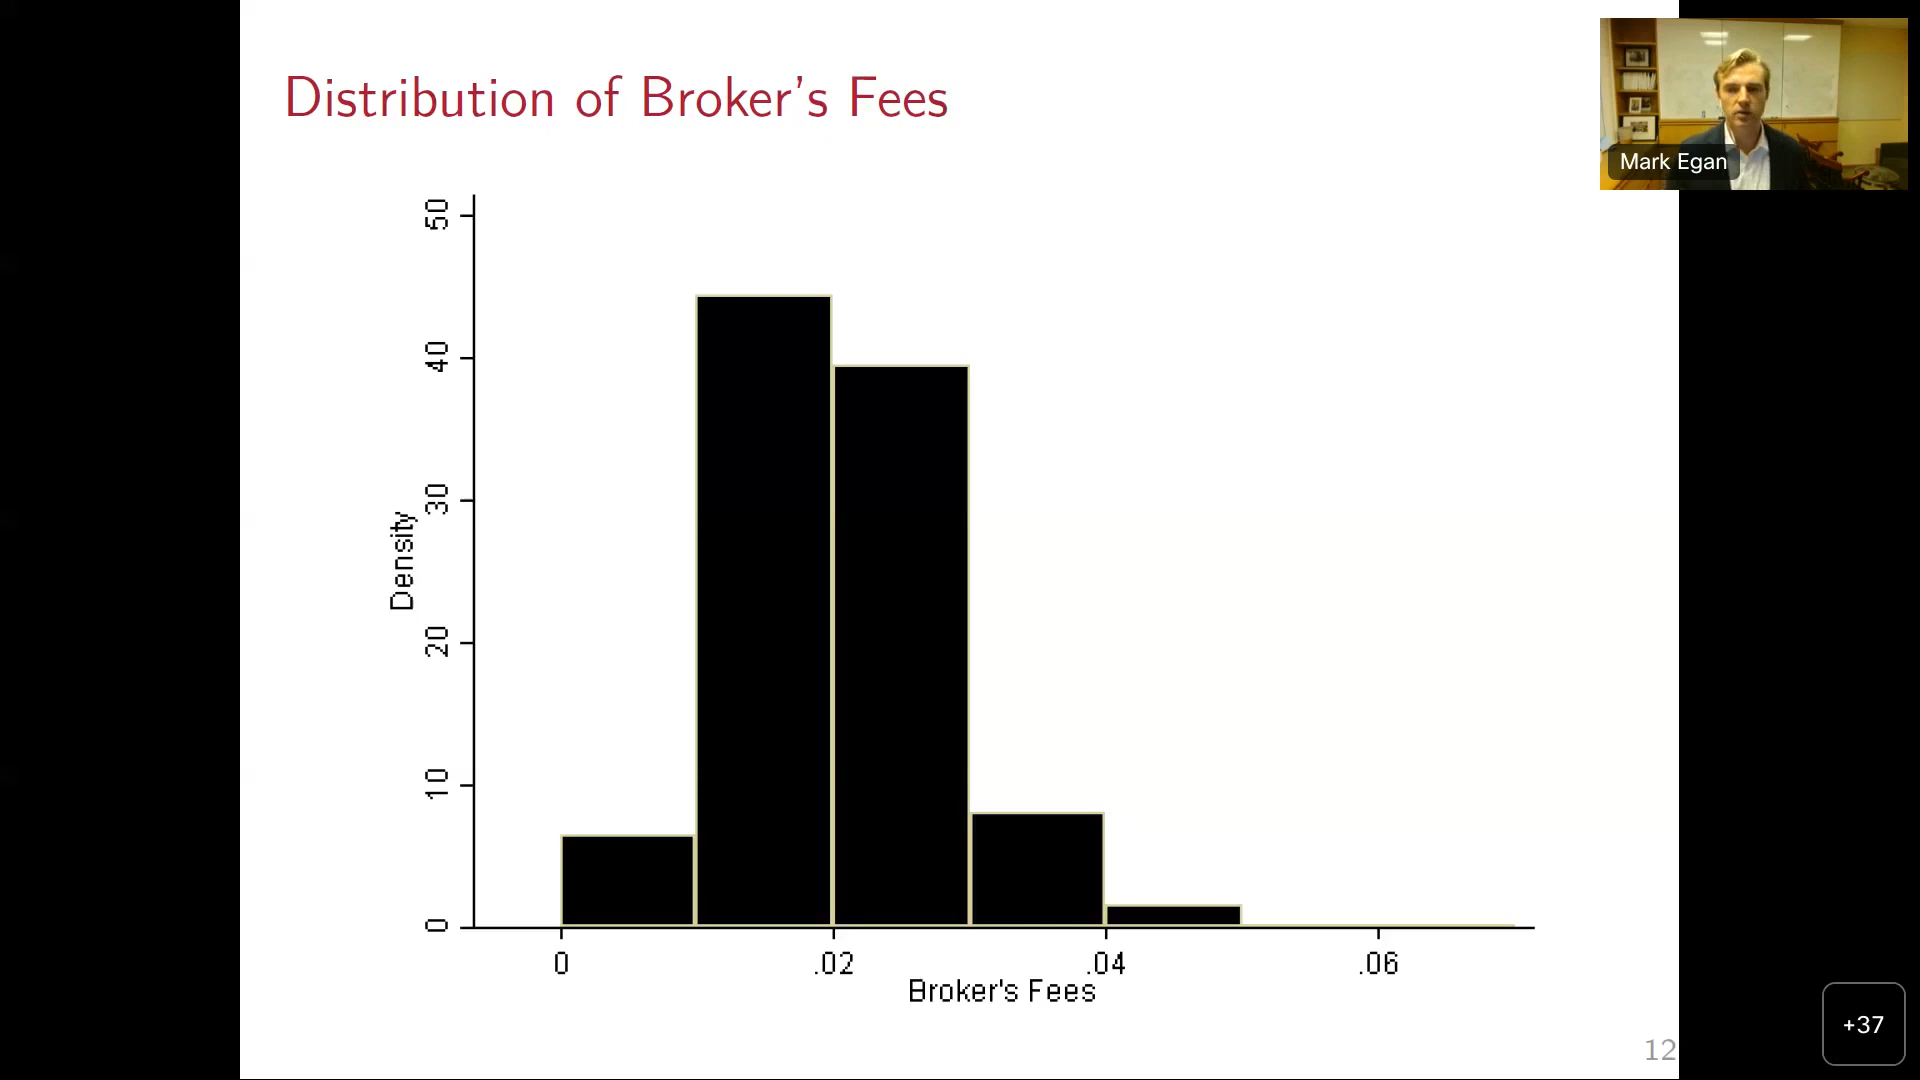 Distribution of Broker's Fees
Mark Egan
50
40
30
20
10
0
Density
0 .02 .04 .06
Broker's Fees
12
+37